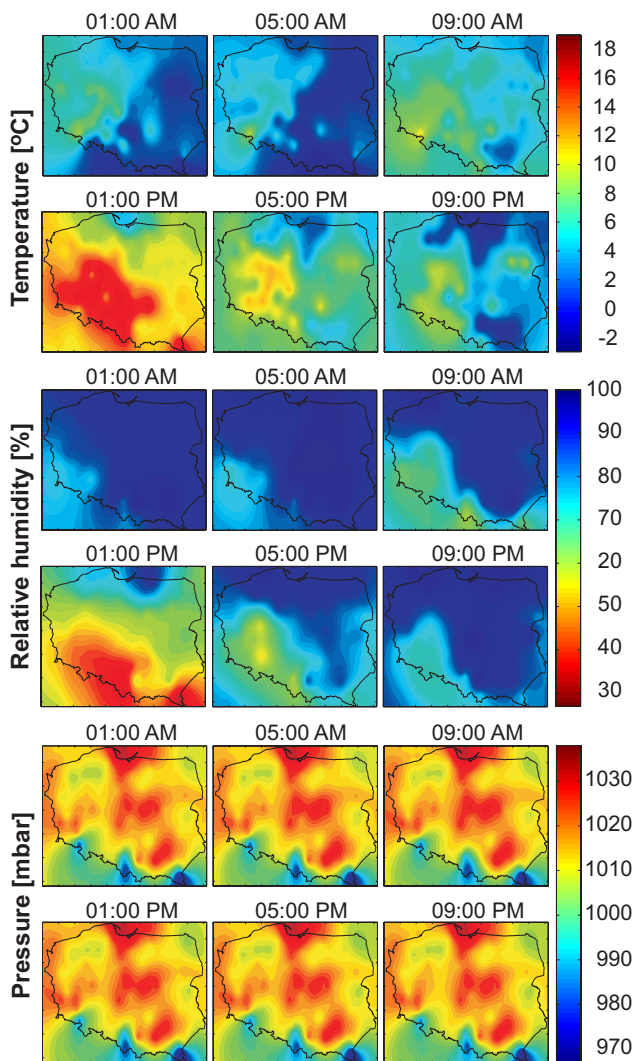 01:00 AM 05:00 AM 09:00 AM
Temperature [ºC]
18
16
14
12
10
8
6
4
2
0
-2
01:00 PM 05:00 PM 09:00 PM
01:00 AM 05:00 AM 09:00 AM
Relative humidity [%]
100
90
80
70
20
50
40
30
01:00 PM 05:00 PM 09:00 PM
01:00 AM 05:00 AM 09:00 AM
Pressure [mbar]
1030
1020
1010
1000
990
980
970
01:00 PM 05:00 PM 09:00 PM